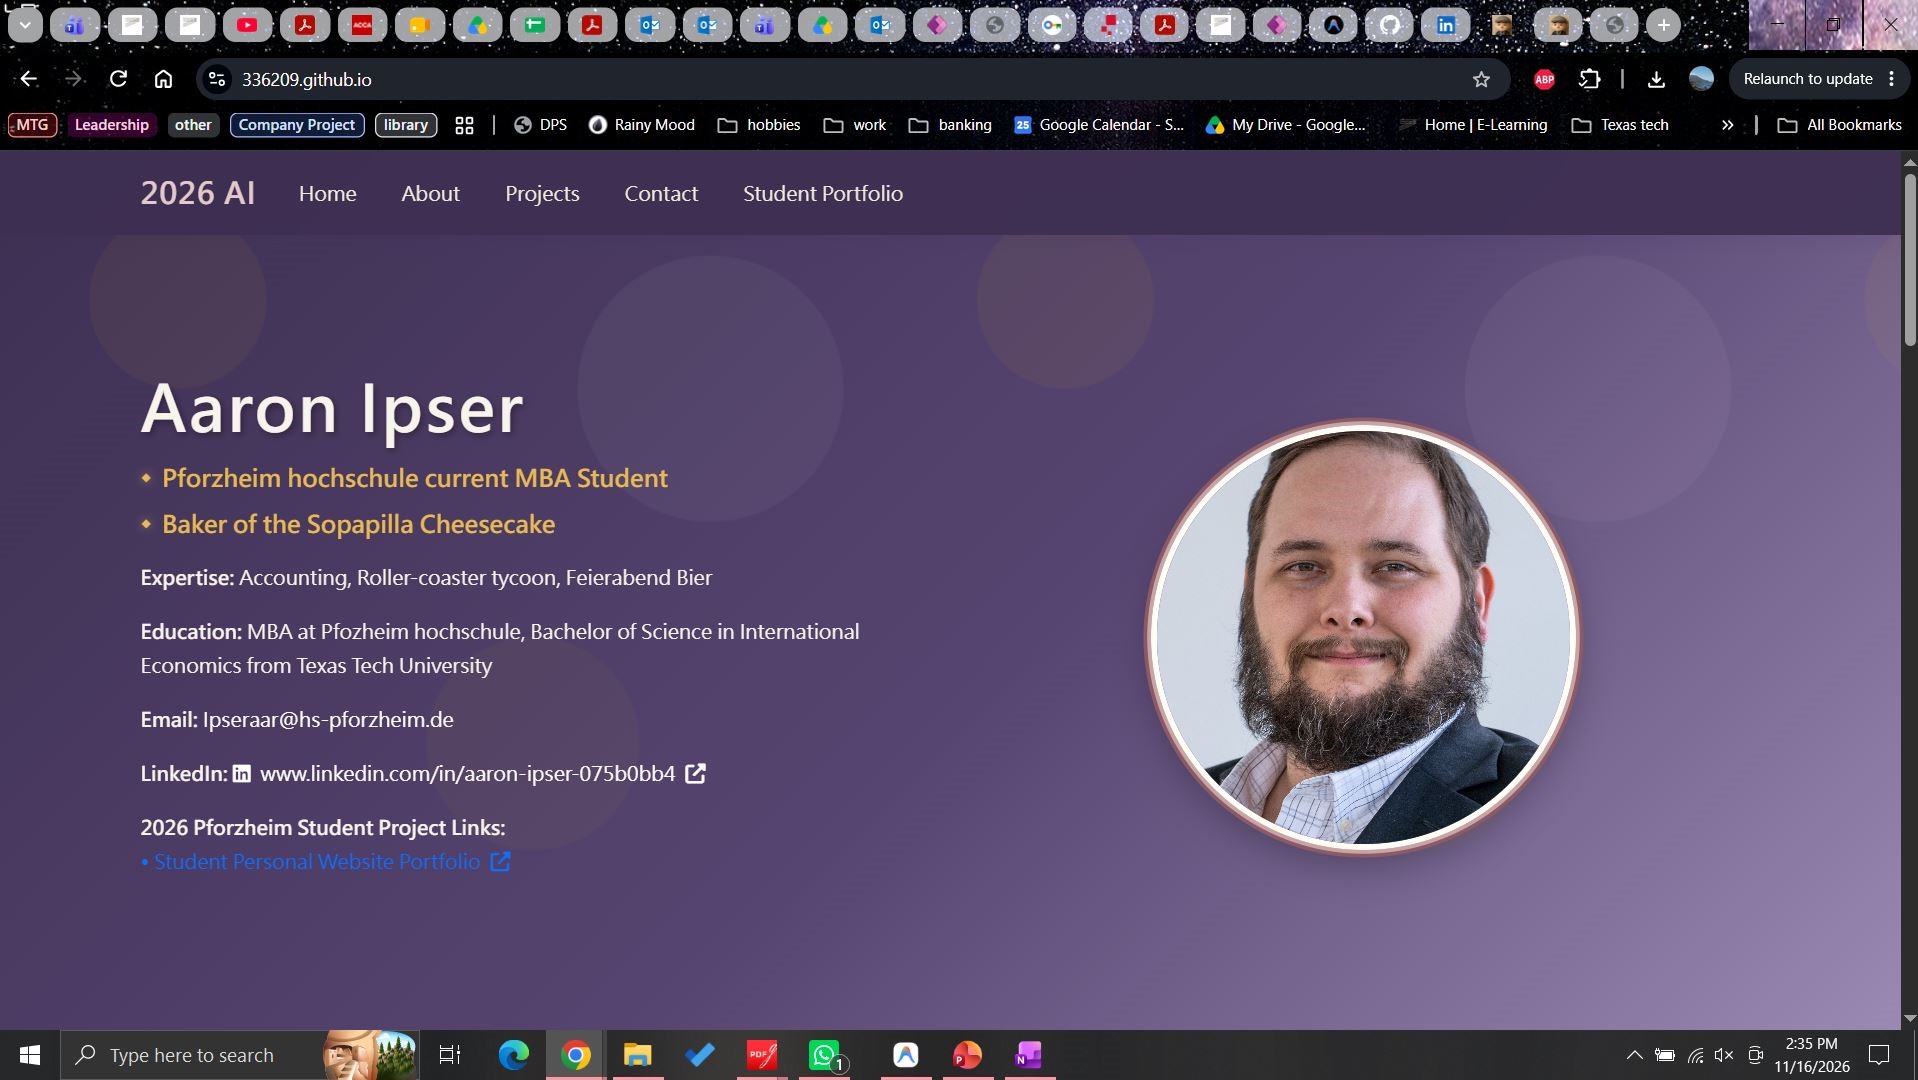 336209.github.io
ABP
Relaunch to update
MTG
Leadership
other
Company Project
library
DPS
Rainy Mood
hobbies
work
banking
25
Google Calendar - S...
My Drive - Google...
Home | E-Learning
Texas tech
»
All Bookmarks
2026 AI
Home
About
Projects
Contact
Student Portfolio
Aaron Ipser
Pforzheim hochschule current MBA Student
Baker of the Sopapilla Cheesecake
Expertise: Accounting, Roller-coaster tycoon, Feierabend Bier
Education: MBA at Pfozheim hochschule, Bachelor of Science in International
Economics from Texas Tech University
Email: Ipseraar@hs-pforzheim.de
LinkedIn: in www.linkedin.com/in/aaron-ipser-075b0bb4
2026 Pforzheim Student Project Links:
• Student Personal Website Portfolio
Type here to search
PDF
1
P
N
2:35 PM
11/16/2026